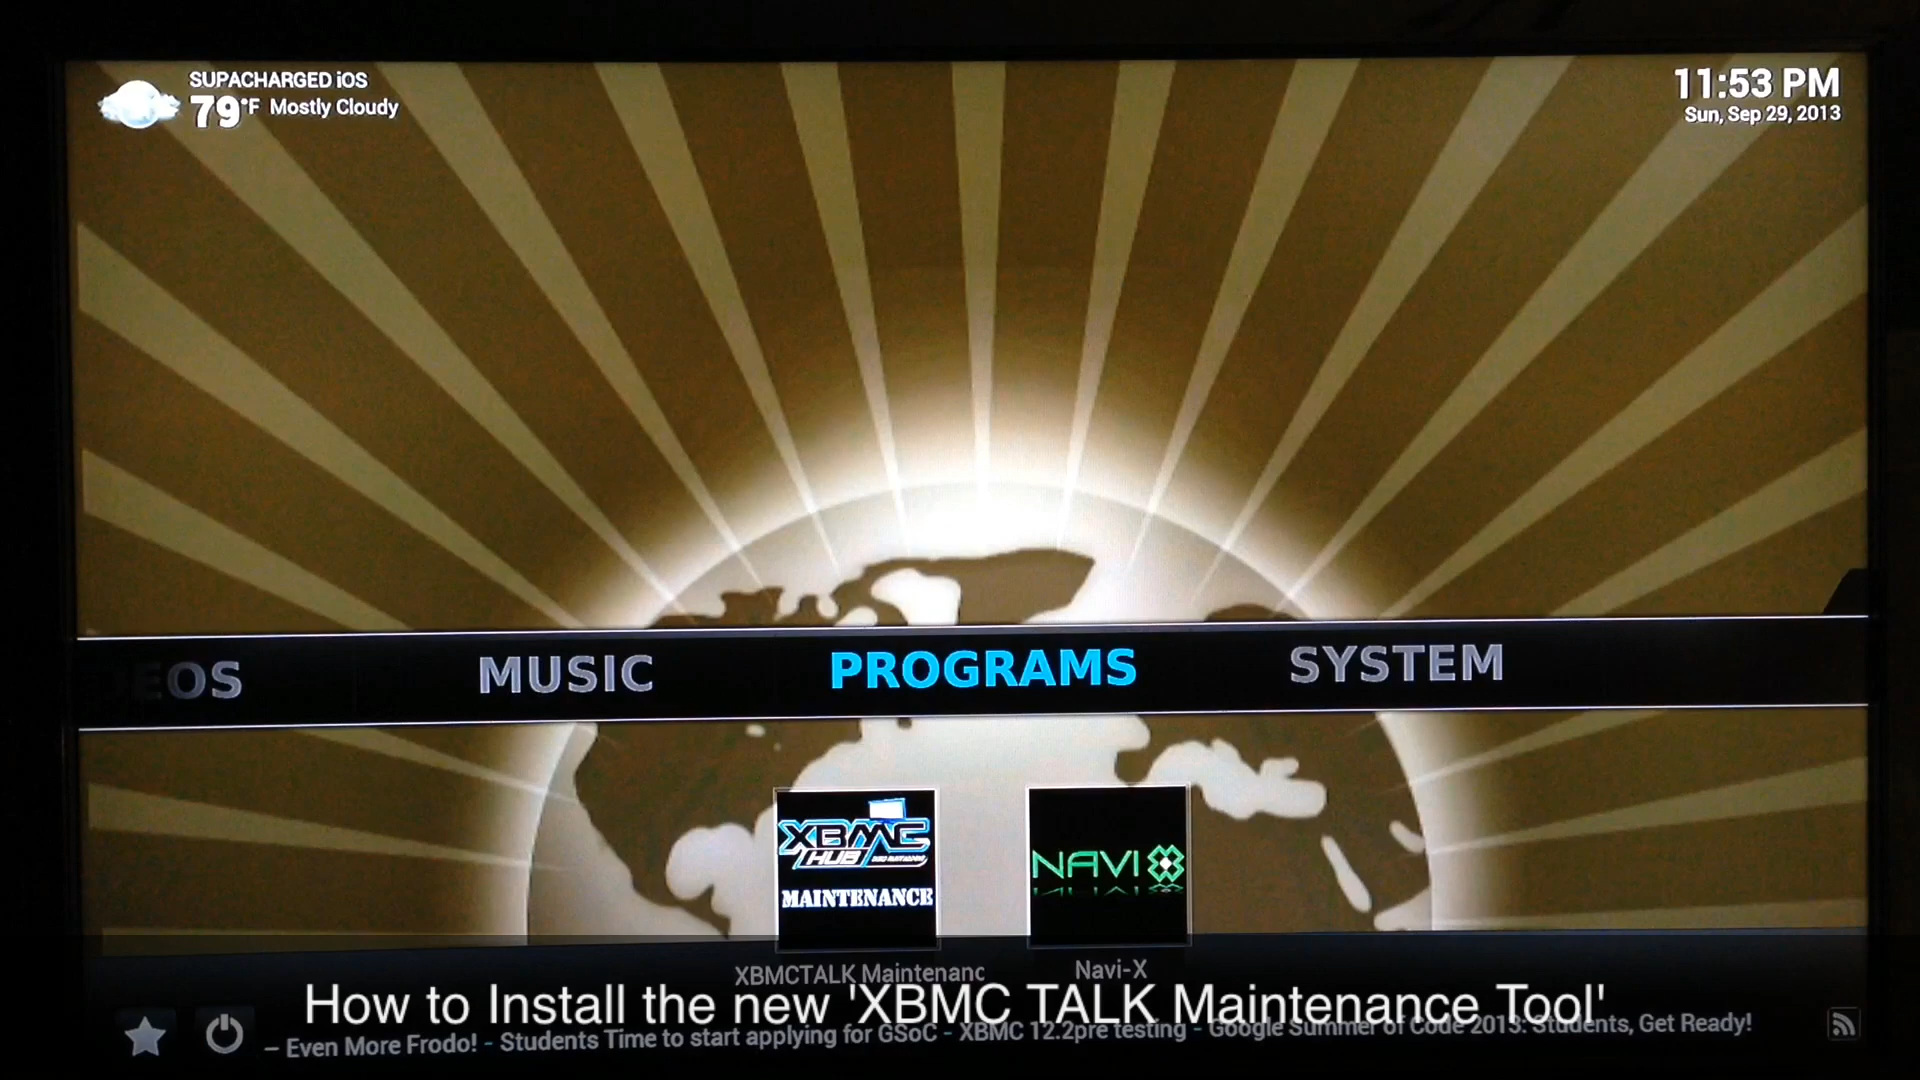 SUPACHARGED iOS
79°F Mostly Cloudy
11:53 PM
Sun, Sep 29, 2013
EOS
MUSIC
PROGRAMS
SYSTEM
XBMC
HUB
MAINTENANCE
NAVI X
XBMCTALK Maintenanc
Navi-X
How to Install the new 'XBMC TALK Maintenance Tool'
– Even More Frodo! - Students Time to start applying for GSoC - XBMC 12.2pre testing - Google Summer of Code 2013: Students, Get Ready!